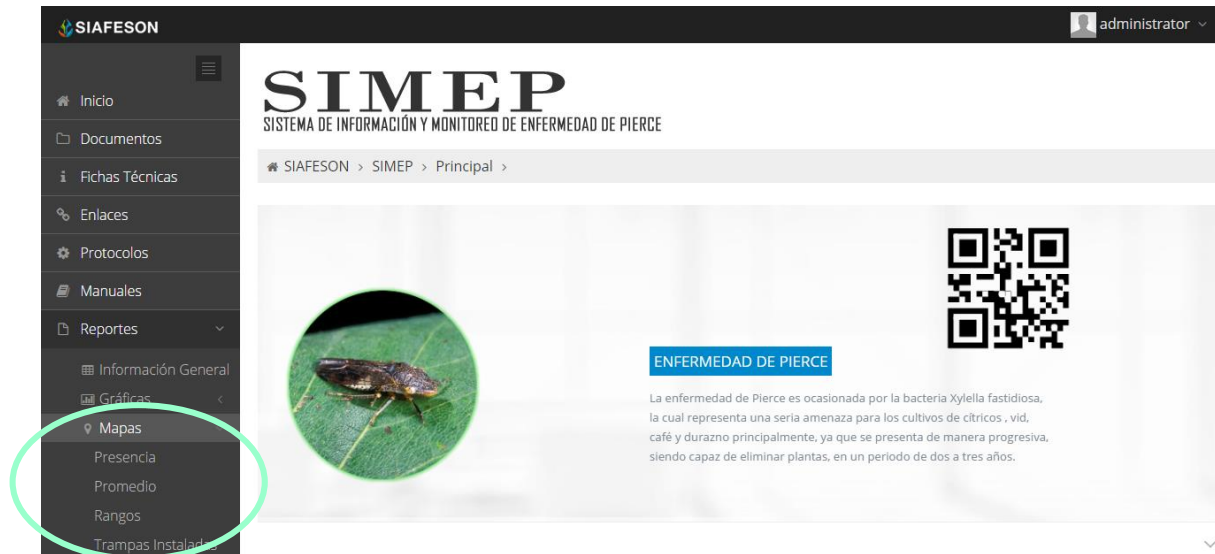 SIAFESON
administrator
Inicio
Documentos
Fichas Técnicas
Enlaces
Protocolos
Manuales
Reportes
Información General
Gráficas
Mapas
Presencia
Promedio
Rangos
Trampas Instaladas
SIMEP
SISTEMA DE INFORMACIÓN Y MONITOREO DE ENFERMEDAD DE PIERCE
SIAFESON > SIMEP > Principal >
ENFERMEDAD DE PIERCE
La enfermedad de Pierce es ocasionada por la bacteria Xylella fastidiosa,
la cual representa una seria amenaza para los cultivos de cítricos , vid,
café y durazno principalmente, ya que se presenta de manera progresiva,
siendo capaz de eliminar plantas, en un periodo de dos a tres años.